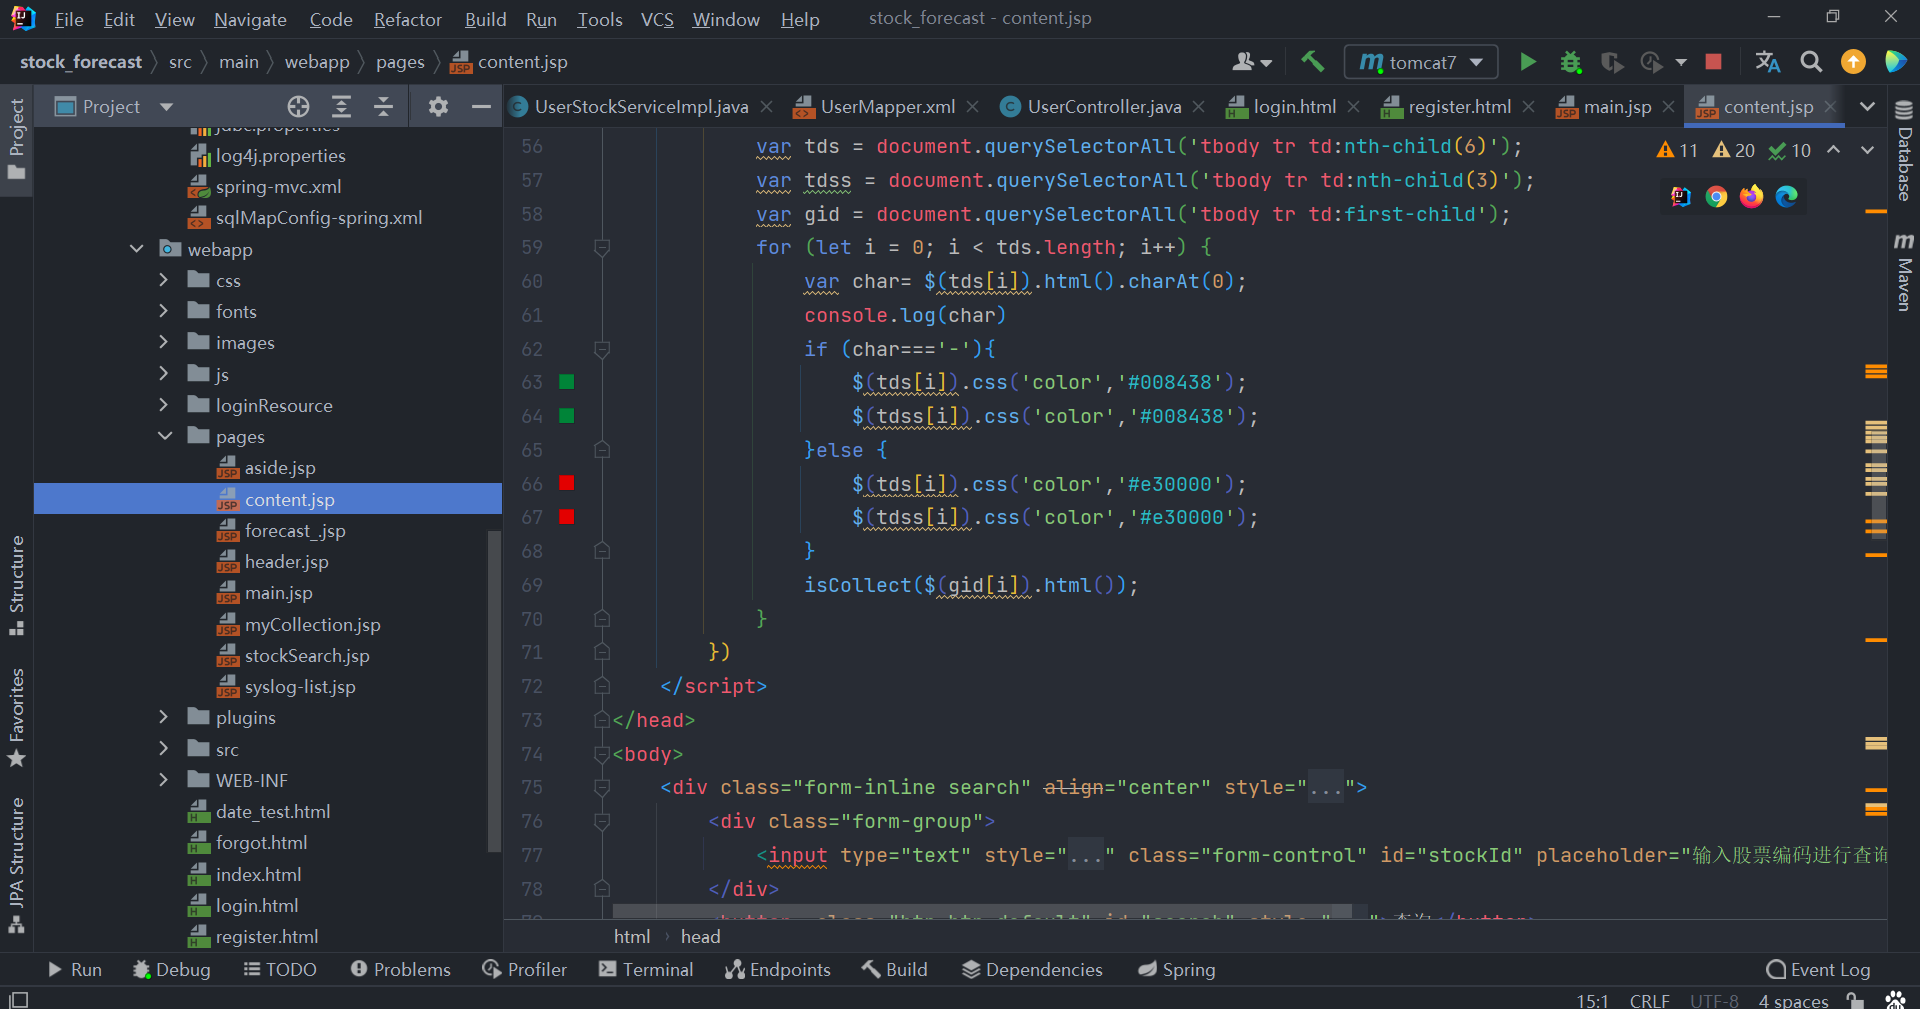 File Edit View Navigate Code Refactor Build Run Tools VCS Window Help stock_forecast - content.jsp
stock_forecast src main webapp pages content.jsp tomcat7
Project UserStockServiceImpl.java UserMapper.xml UserController.java login.html register.html main.jsp content.jsp
Project
Structure
Favorites
JPA Structure
jdbc.properties
log4j.properties
spring-mvc.xml
sqlMapConfig-spring.xml
webapp
css
fonts
images
js
loginResource
pages
aside.jsp
content.jsp
forecast_.jsp
header.jsp
main.jsp
myCollection.jsp
stockSearch.jsp
syslog-list.jsp
plugins
src
WEB-INF
date_test.html
forgot.html
index.html
login.html
register.html
11 20 10
56 var tds = document.querySelectorAll('tbody tr td:nth-child(6)');
57 var tdss = document.querySelectorAll('tbody tr td:nth-child(3)');
58 var gid = document.querySelectorAll('tbody tr td:first-child');
59 for (let i = 0; i < tds.length; i++) {
60 var char= $(tds[i]).html().charAt(0);
61 console.log(char)
62 if (char==='-'){
63 $(tds[i]).css('color','#008438');
64 $(tdss[i]).css('color','#008438');
65 }else {
66 $(tds[i]).css('color','#e30000');
67 $(tdss[i]).css('color','#e30000');
68 }
69 isCollect($(gid[i]).html());
70 }
71 })
72 </script>
73 </head>
74 <body>
75 <div class="form-inline search" align="center" style="...">
76 <div class="form-group">
77 <input type="text" style="..." class="form-control" id="stockId" placeholder="输入股票编码进行查询
78 </div>
html head
Database
Maven
Run Debug TODO Problems Profiler Terminal Endpoints Build Dependencies Spring Event Log
15:1 CRLF UTF-8 4 spaces